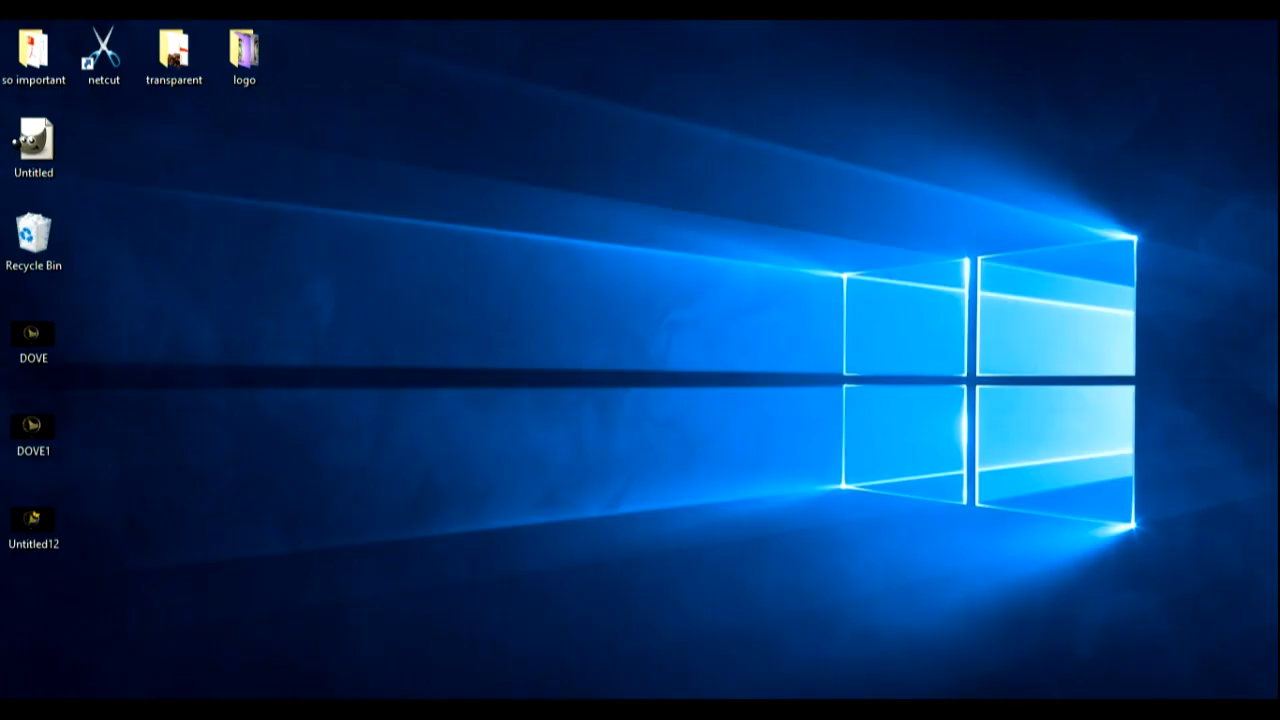 so important
netcut
transparent
logo
Untitled
Recycle Bin
DOVE
DOVE1
Untitled12